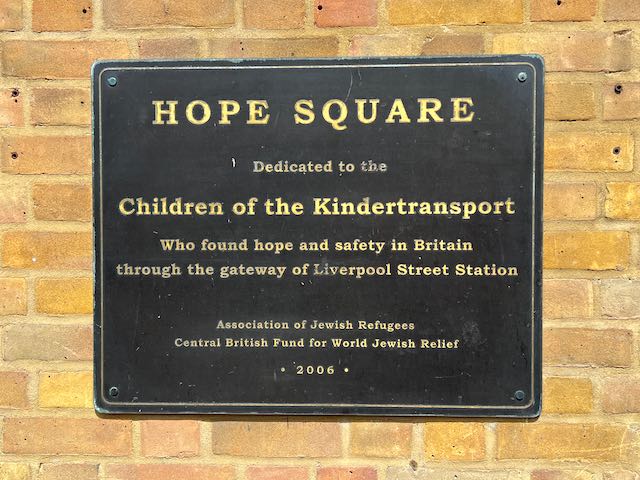 HOPE SQUARE
Dedicated to the
Children of the Kindertransport
Who found hope and safety in Britain
through the gateway of Liverpool Street Station
Association of Jewish Refugees
Central British Fund for World Jewish Relief
• 2006 •